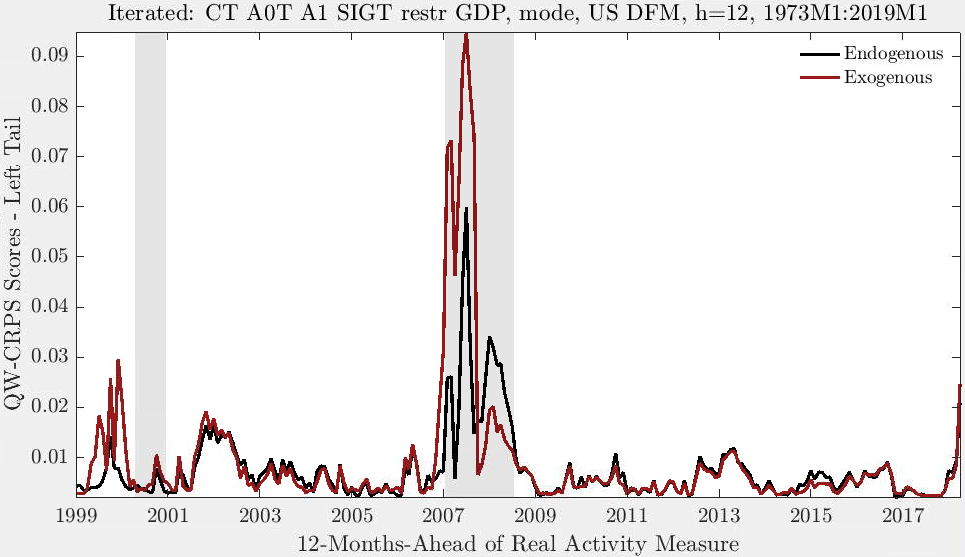 Iterated: CT A0T A1 SIGT restr GDP, mode, US DFM, h=12, 1973M1:2019M1
Endogenous
Exogenous
QW-CRPS Scores - Left Tail
0.09
0.08
0.07
0.06
0.05
0.04
0.03
0.02
0.01
1999 2001 2003 2005 2007 2009 2011 2013 2015 2017
12-Months-Ahead of Real Activity Measure